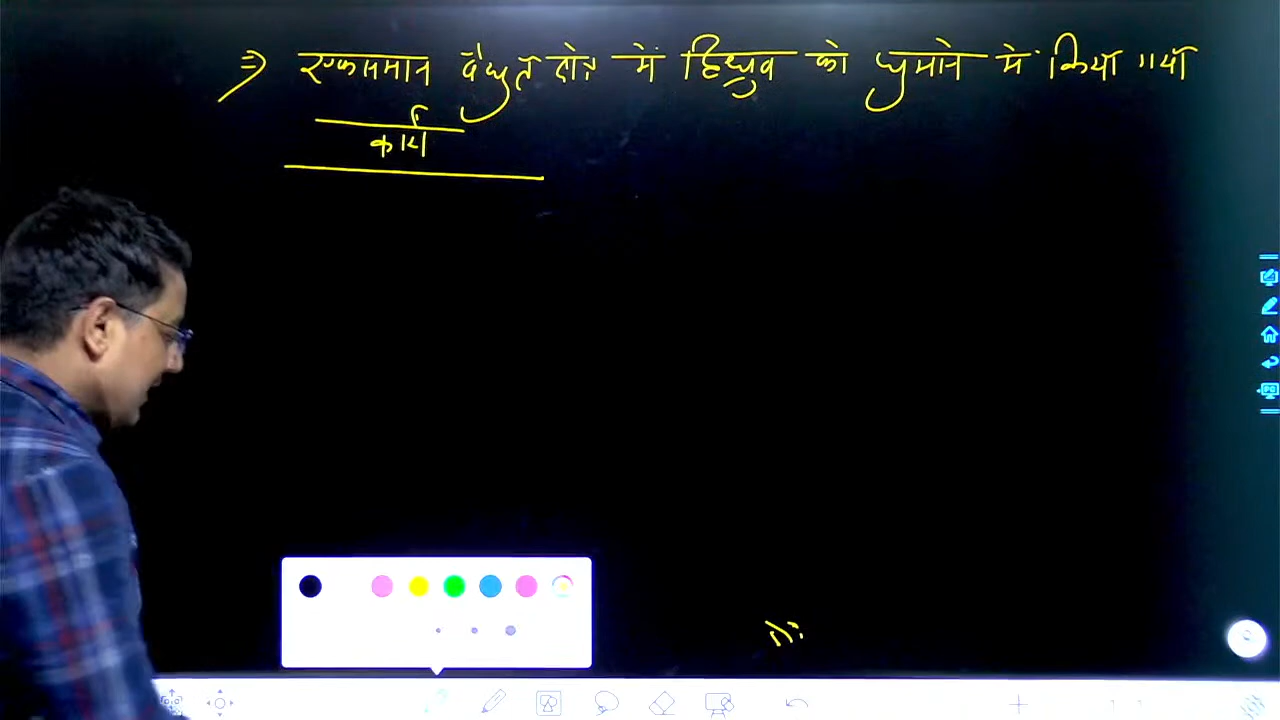 ⇒ एकसमान वैधुत क्षेत्र में द्विध्रुव को घुमाने में किया गया
कार्य